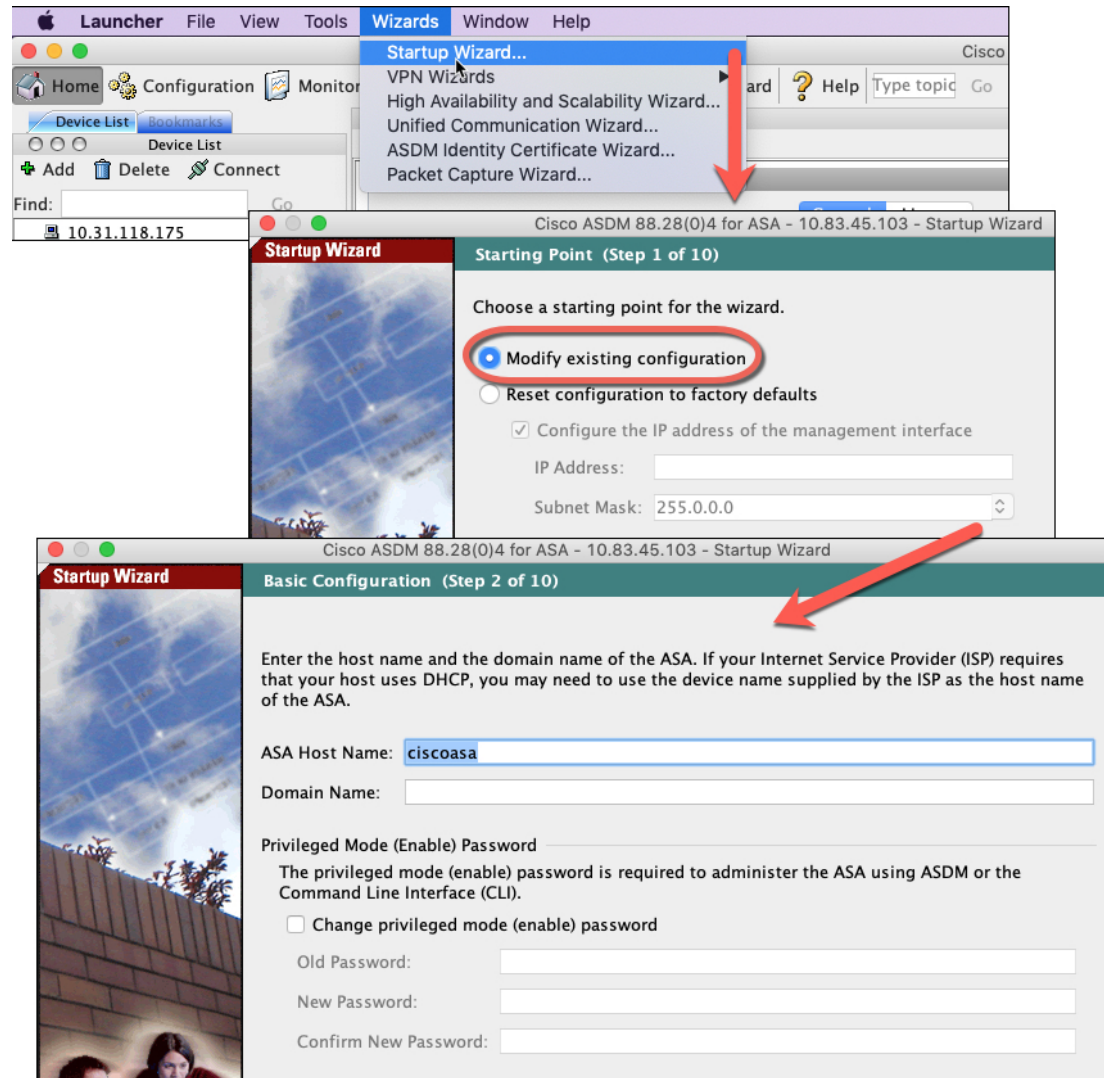 Launcher File View Tools Wizards Window Help
Startup Wizard...
VPN Wizards
High Availability and Scalability Wizard...
Unified Communication Wizard...
ASDM Identity Certificate Wizard...
Packet Capture Wizard...
Cisco
Home Configuration Monitor ard ? Help Type topic Go
Device List Bookmarks
Device List
Add Delete Connect
Find: Go
10.31.118.175
Cisco ASDM 88.28(0)4 for ASA - 10.83.45.103 - Startup Wizard
Startup Wizard
Starting Point (Step 1 of 10)
Choose a starting point for the wizard.
Modify existing configuration
Reset configuration to factory defaults
Configure the IP address of the management interface
IP Address:
Subnet Mask: 255.0.0.0
Cisco ASDM 88.28(0)4 for ASA - 10.83.45.103 - Startup Wizard
Startup Wizard
Basic Configuration (Step 2 of 10)
Enter the host name and the domain name of the ASA. If your Internet Service Provider (ISP) requires
that your host uses DHCP, you may need to use the device name supplied by the ISP as the host name
of the ASA.
ASA Host Name: ciscoasa
Domain Name:
Privileged Mode (Enable) Password
The privileged mode (enable) password is required to administer the ASA using ASDM or the
Command Line Interface (CLI).
Change privileged mode (enable) password
Old Password:
New Password:
Confirm New Password: